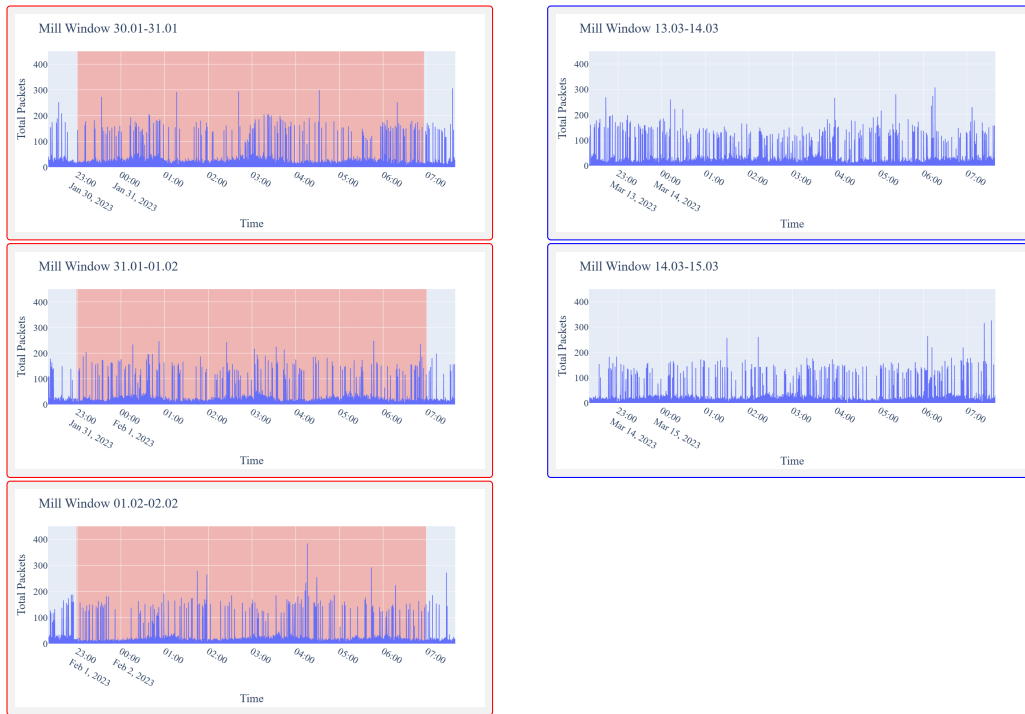 Mill Window 30.01-31.01
Total Packets
400
300
200
100
0
23:00
Jan 30, 2023
00:00
Jan 31, 2023
01:00
02:00
03:00
04:00
05:00
06:00
07:00
Time
Mill Window 13.03-14.03
Total Packets
400
300
200
100
0
23:00
Mar 13, 2023
00:00
Mar 14, 2023
01:00
02:00
03:00
04:00
05:00
06:00
07:00
Time
Mill Window 31.01-01.02
Total Packets
400
300
200
100
0
23:00
Jan 31, 2023
00:00
Feb 1, 2023
01:00
02:00
03:00
04:00
05:00
06:00
07:00
Time
Mill Window 14.03-15.03
Total Packets
400
300
200
100
0
23:00
Mar 14, 2023
00:00
Mar 15, 2023
01:00
02:00
03:00
04:00
05:00
06:00
07:00
Time
Mill Window 01.02-02.02
Total Packets
400
300
200
100
0
23:00
Feb 1, 2023
00:00
Feb 2, 2023
01:00
02:00
03:00
04:00
05:00
06:00
07:00
Time